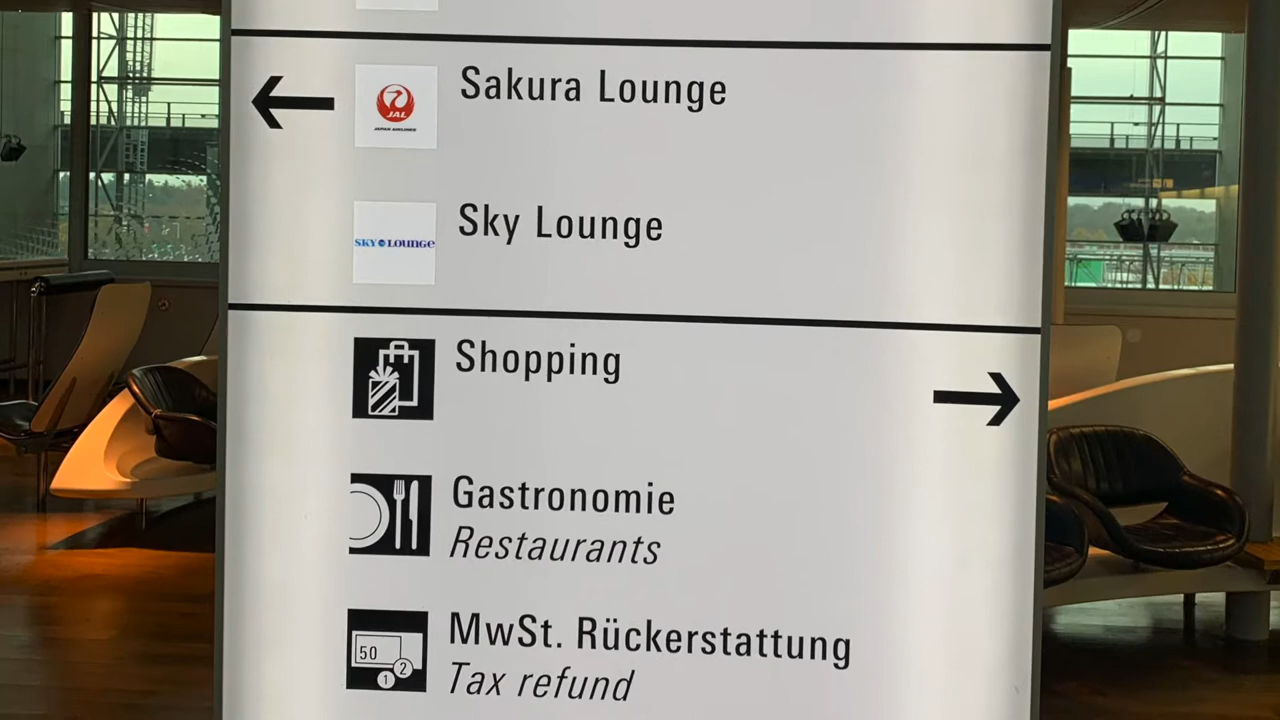 Sakura Lounge
JAL
JAPAN AIRLINES
Sky Lounge
SKY LOUNGE
Shopping
Gastronomie
Restaurants
MwSt. Rückerstattung
50
2
1
Tax refund